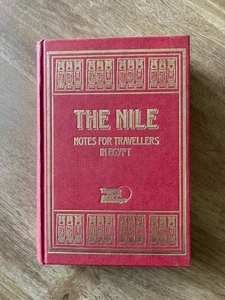 THE NILE
NOTES FOR TRAVELLERS
IN EGYPT